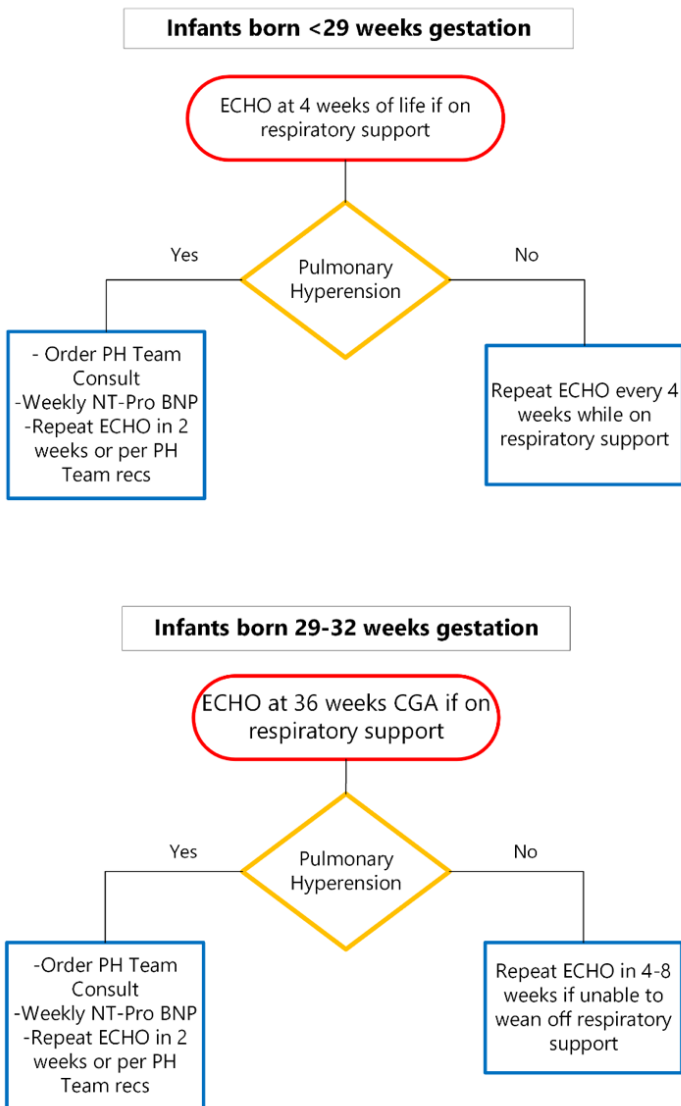 Infants born <29 weeks gestation
ECHO at 4 weeks of life if on
respiratory support
Yes
Pulmonary
Hyperension
No
- Order PH Team
Consult
-Weekly NT-Pro BNP
-Repeat ECHO in 2
weeks or per PH
Team recs
Repeat ECHO every 4
weeks while on
respiratory support
Infants born 29-32 weeks gestation
ECHO at 36 weeks CGA if on
respiratory support
Yes
Pulmonary
Hyperension
No
-Order PH Team
Consult
-Weekly NT-Pro BNP
-Repeat ECHO in 2
weeks or per PH
Team recs
Repeat ECHO in 4-8
weeks if unable to
wean off respiratory
support